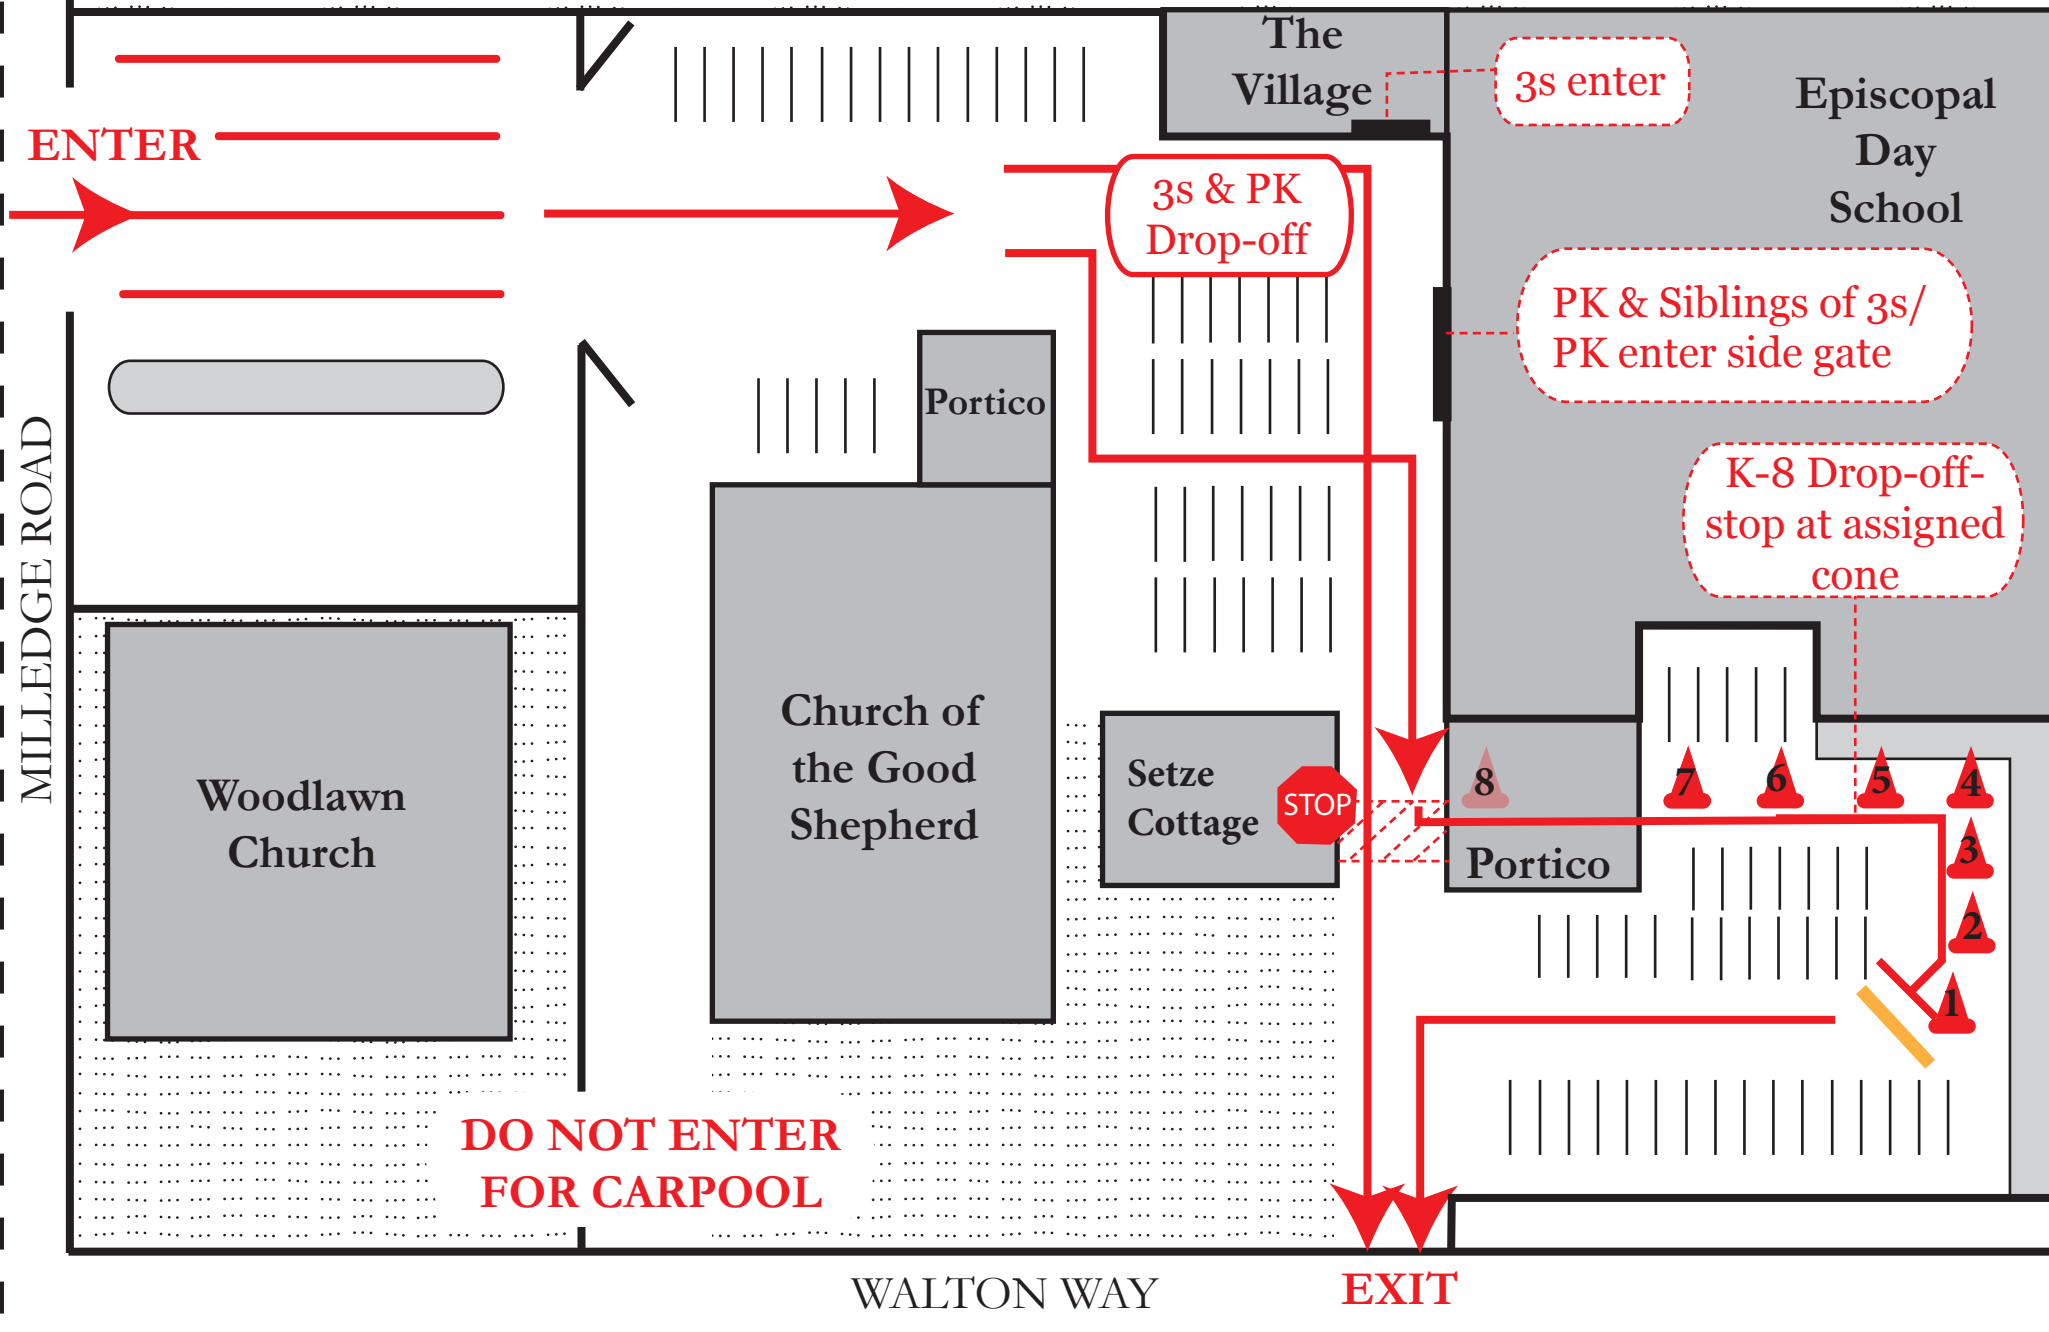 The
Village
3s enter
Episcopal
Day
School
ENTER
3s & PK
Drop-off
PK & Siblings of 3s/
PK enter side gate
Portico
K-8 Drop-off-
stop at assigned
cone
MILLEDGE ROAD
Woodlawn
Church
Church of
the Good
Shepherd
Setze
Cottage
STOP
8
7
6
5
4
3
2
1
Portico
DO NOT ENTER
FOR CARPOOL
WALTON WAY
EXIT